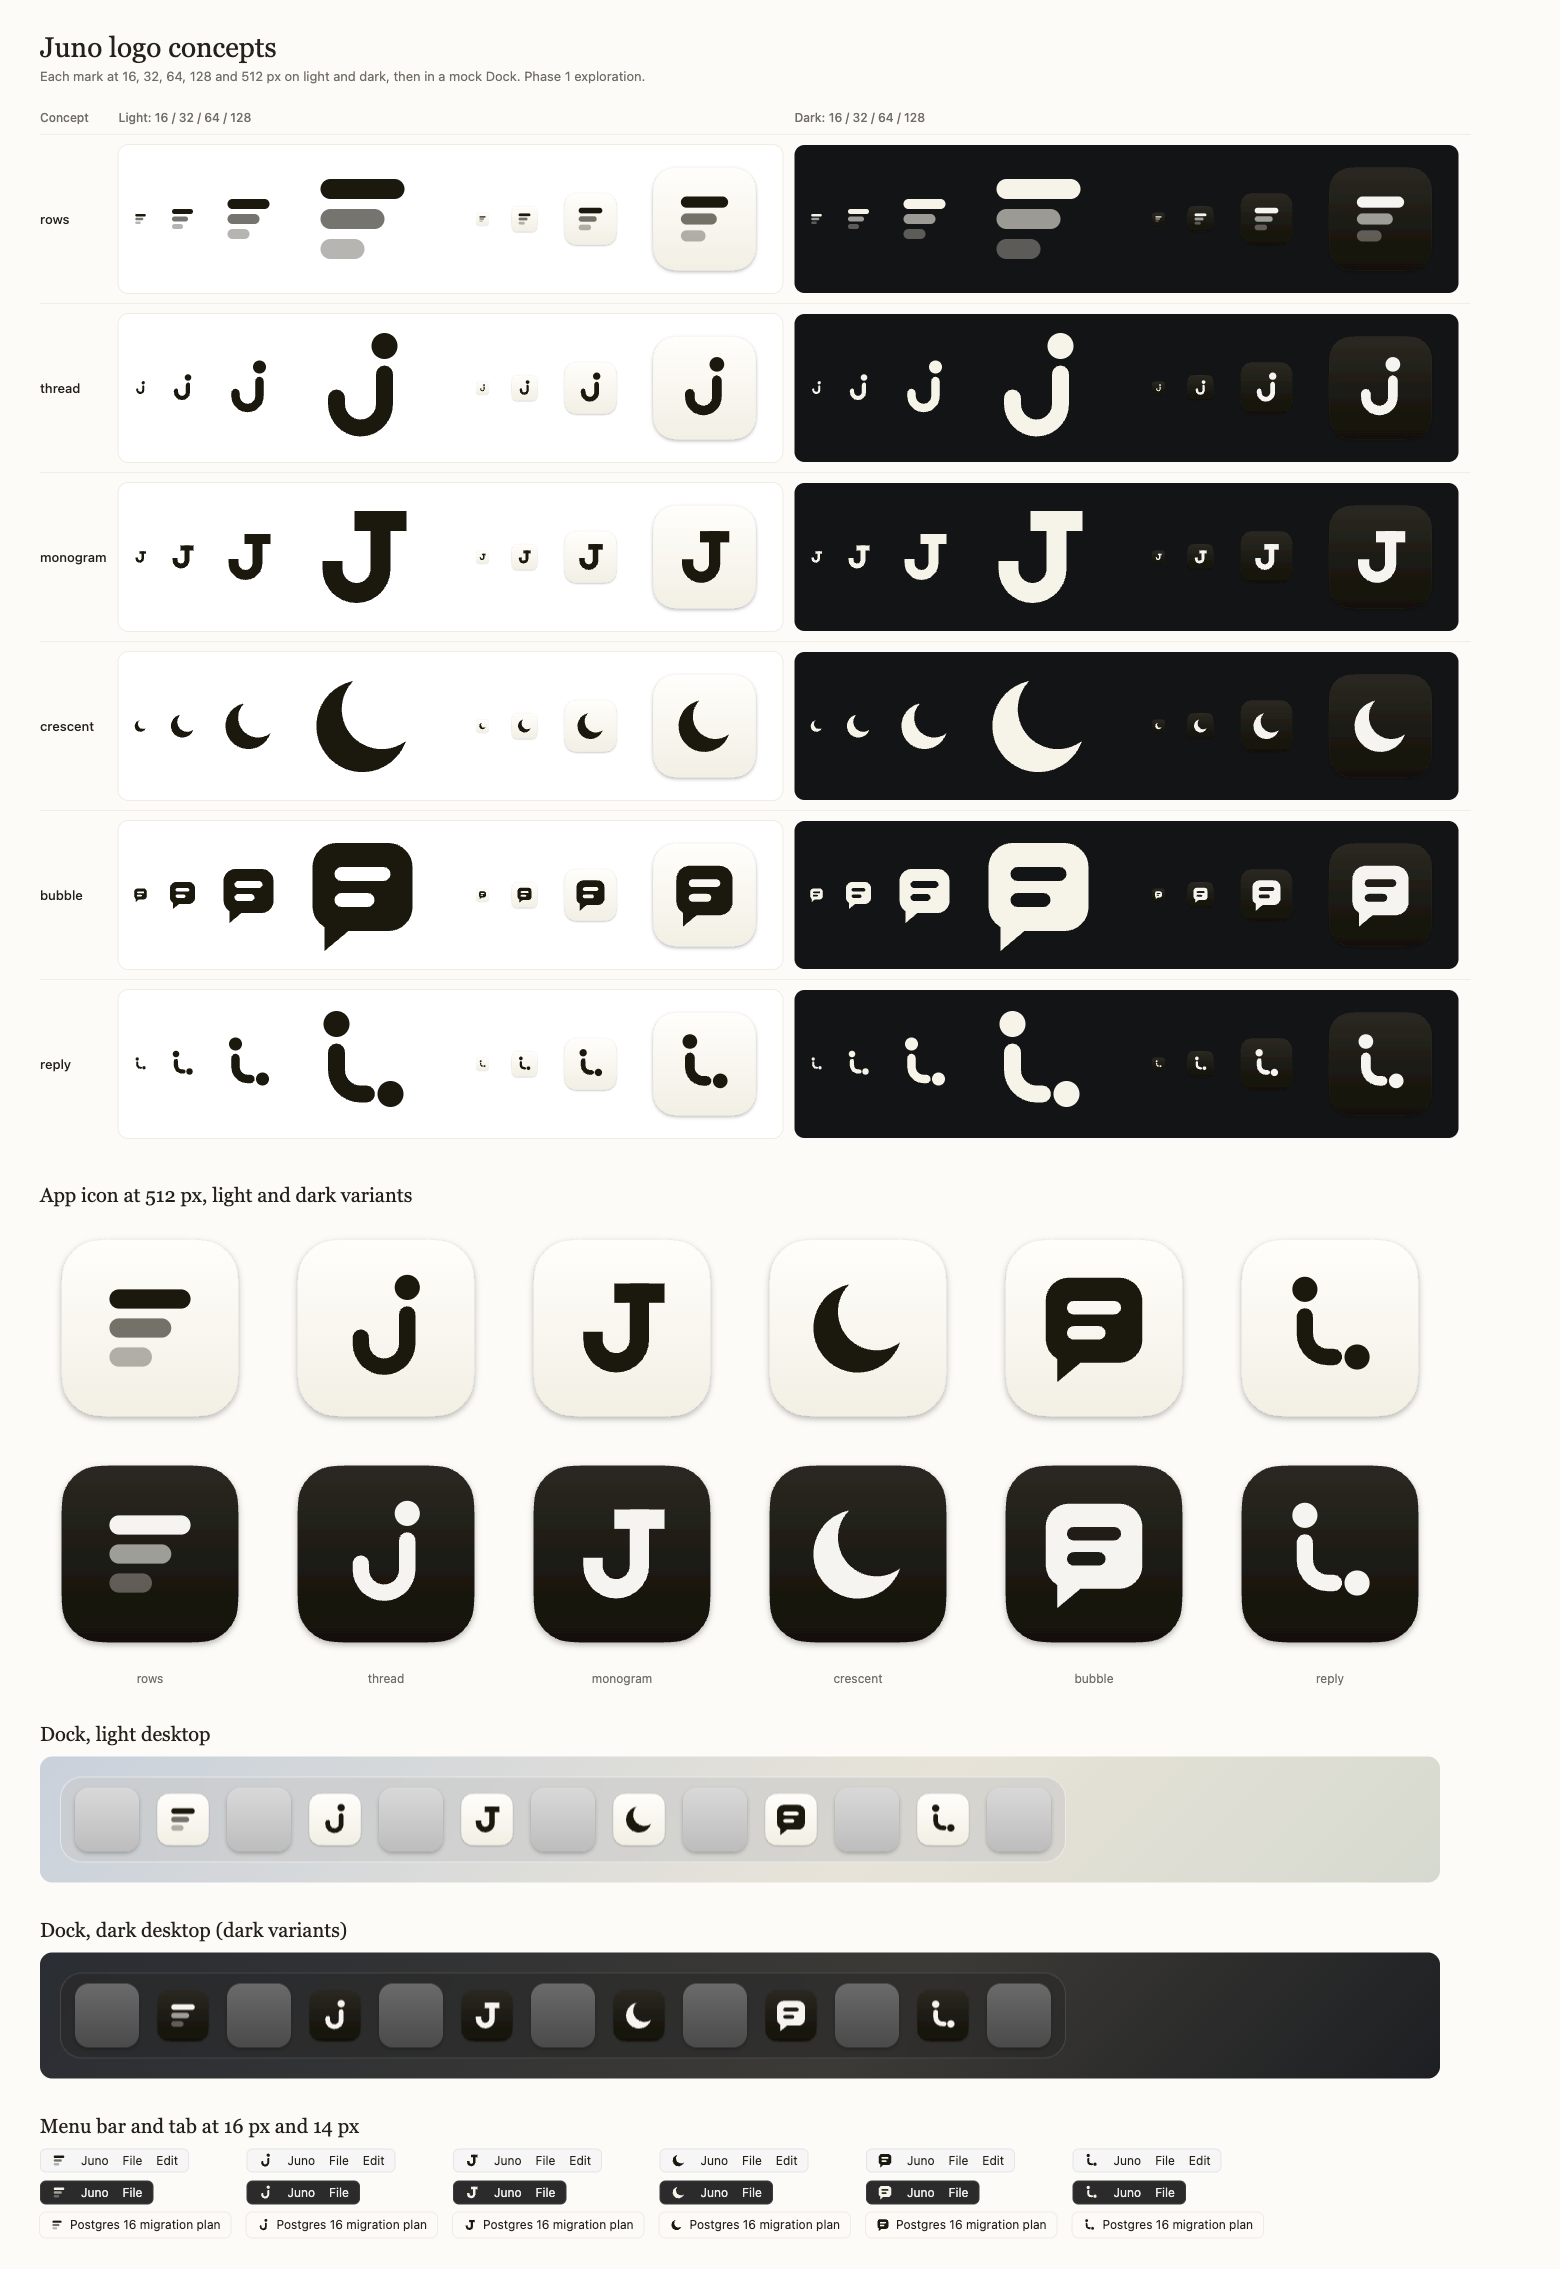 Juno logo concepts
Each mark at 16, 32, 64, 128 and 512 px on light and dark, then in a mock Dock. Phase 1 exploration.
Concept Light: 16 / 32 / 64 / 128 Dark: 16 / 32 / 64 / 128
rows
thread
monogram
crescent
bubble
reply
App icon at 512 px, light and dark variants
rows thread monogram crescent bubble reply
Dock, light desktop
Dock, dark desktop (dark variants)
Menu bar and tab at 16 px and 14 px
Juno File Edit Juno File Edit Juno File Edit Juno File Edit Juno File Edit Juno File Edit
Juno File Juno File Juno File Juno File Juno File Juno File
Postgres 16 migration plan Postgres 16 migration plan Postgres 16 migration plan Postgres 16 migration plan Postgres 16 migration plan Postgres 16 migration plan